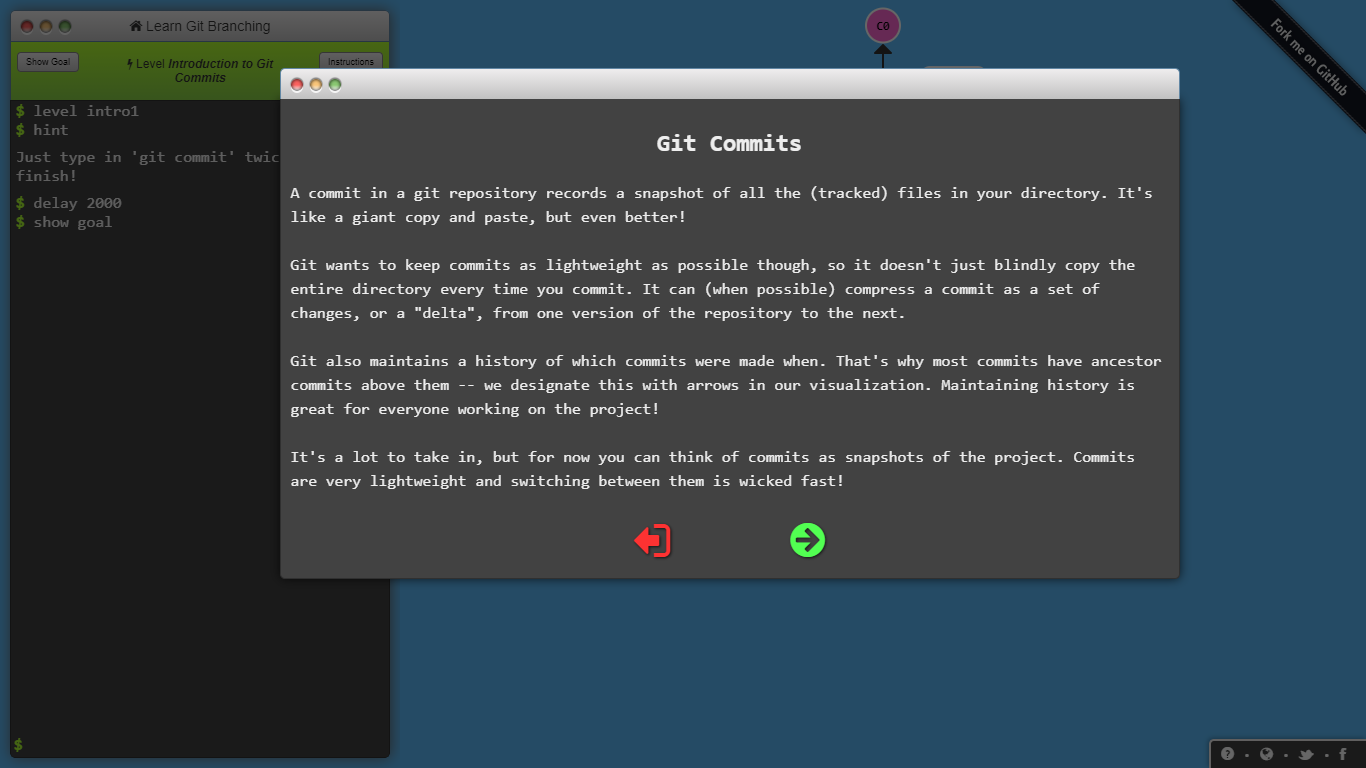 Learn Git Branching
Show Goal
Level Introduction to Git
Commits
Instructions
$ level intro1
$ hint
Just type in 'git commit'
finish!
$ delay 2000
$ show goal
$
C0
Fork me on GitHub
Git Commits
A commit in a git repository records a snapshot of all the (tracked) files in your directory. It's
like a giant copy and paste, but even better!
Git wants to keep commits as lightweight as possible though, so it doesn't just blindly copy the
entire directory every time you commit. It can (when possible) compress a commit as a set of
changes, or a "delta", from one version of the repository to the next.
Git also maintains a history of which commits were made when. That's why most commits have ancestor
commits above them -- we designate this with arrows in our visualization. Maintaining history is
great for everyone working on the project!
It's a lot to take in, but for now you can think of commits as snapshots of the project. Commits
are very lightweight and switching between them is wicked fast!